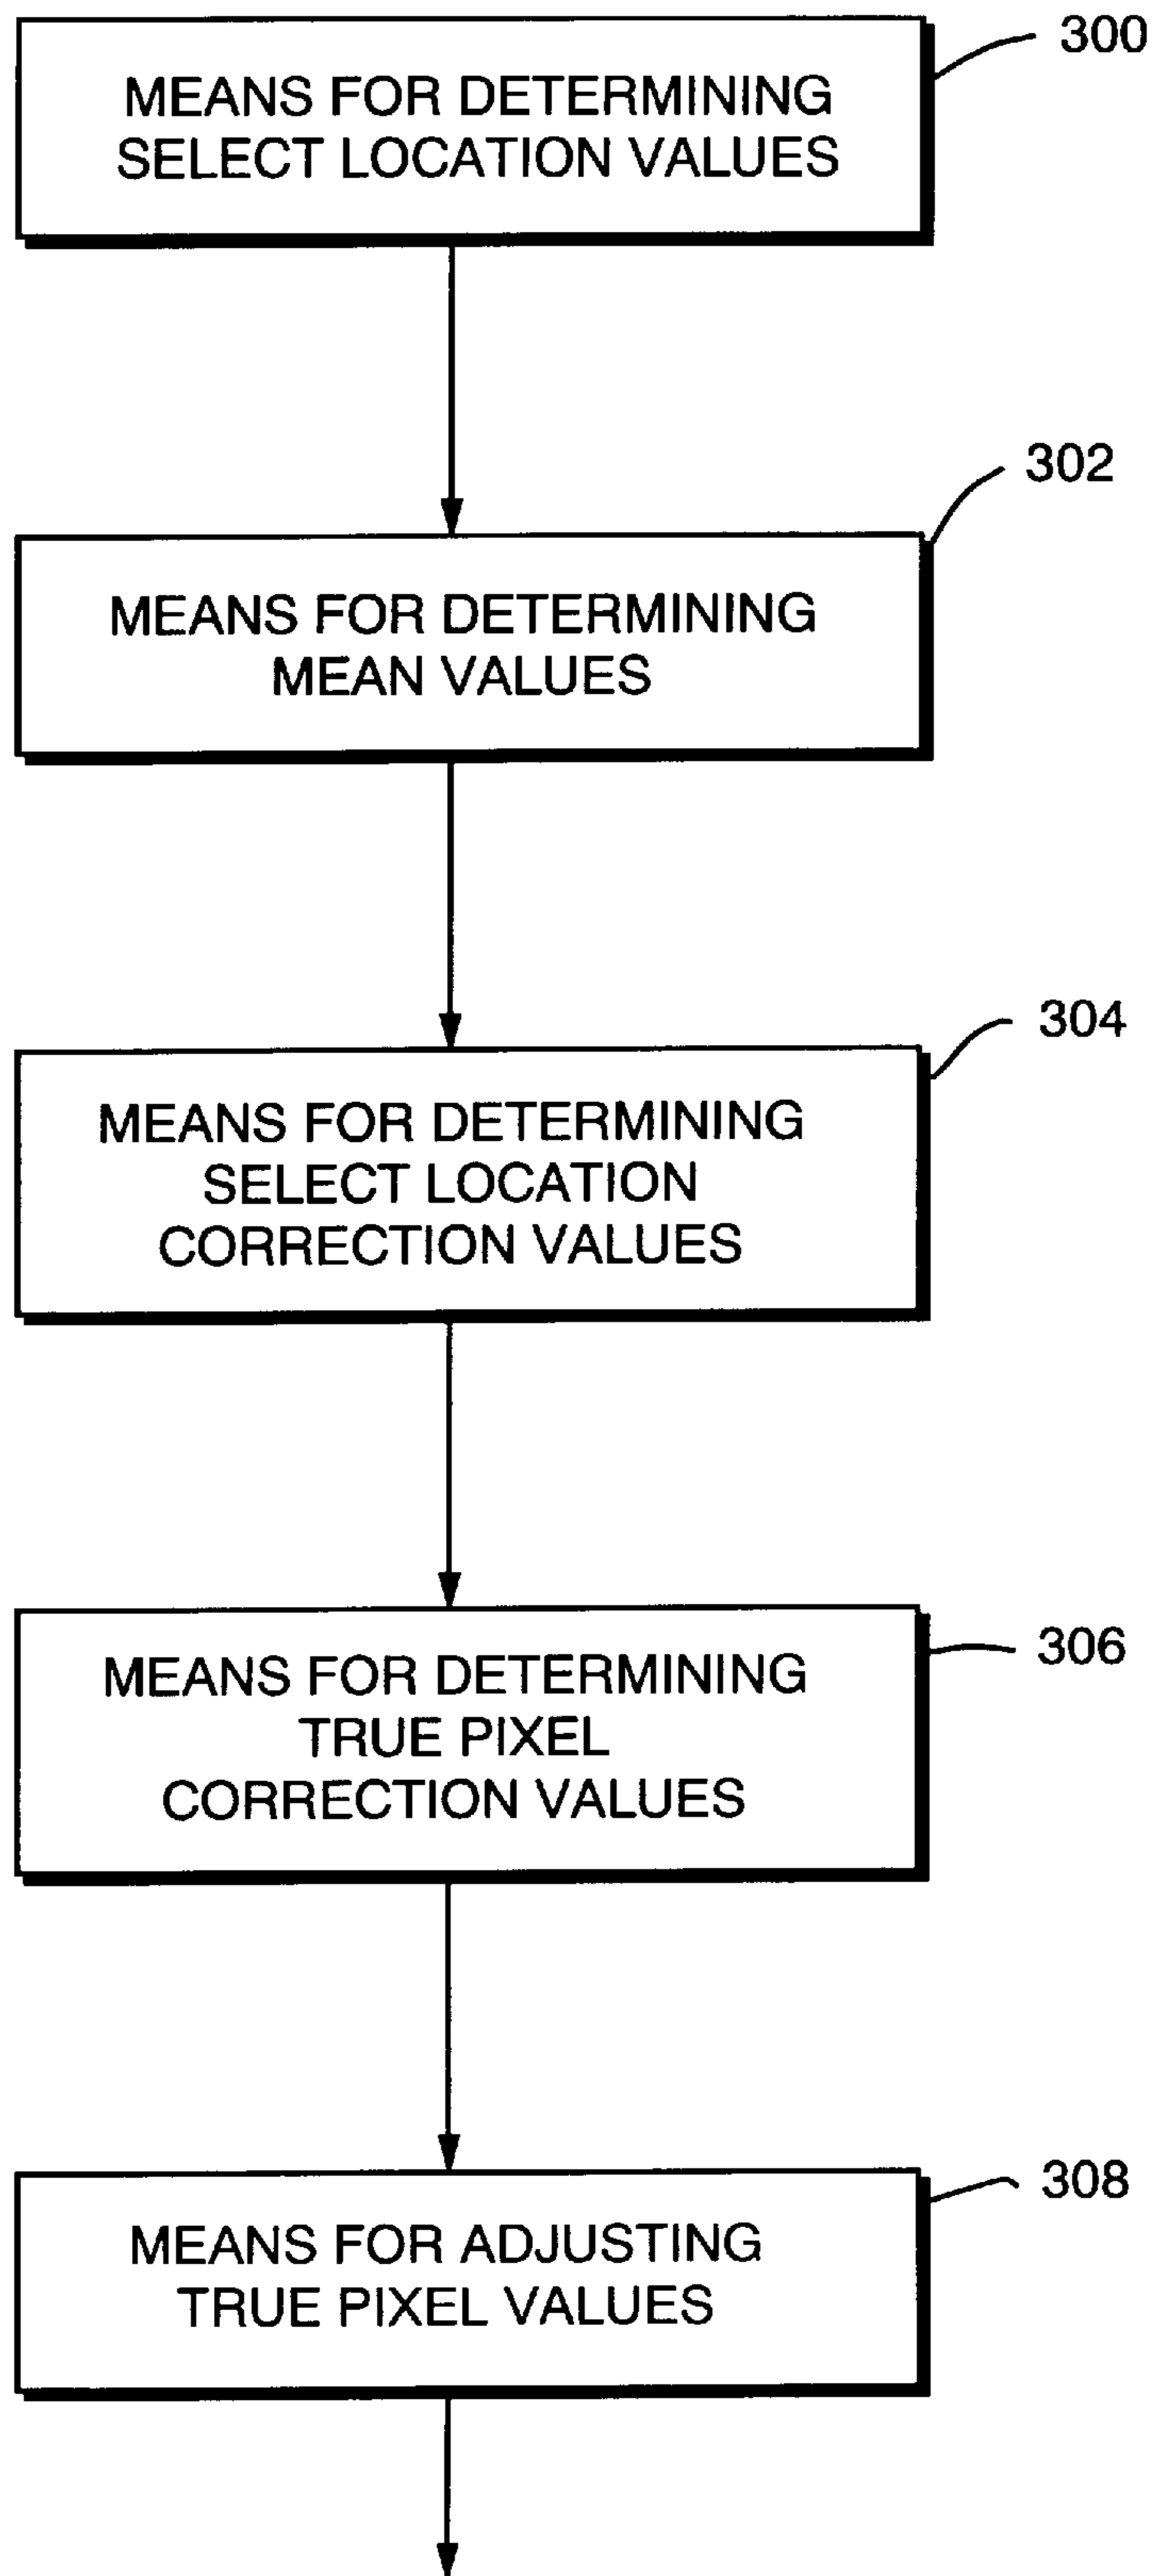 300
MEANS FOR DETERMINING
SELECT LOCATION VALUES
302
MEANS FOR DETERMINING
MEAN VALUES
304
MEANS FOR DETERMINING
SELECT LOCATION
CORRECTION VALUES
306
MEANS FOR DETERMINING
TRUE PIXEL
CORRECTION VALUES
308
MEANS FOR ADJUSTING
TRUE PIXEL VALUES